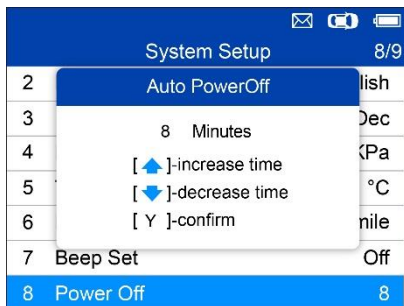 System Setup 8/9
Auto PowerOff
2 lish
3 Dec
8 Minutes
4 KPa
[ ]-increase time
5 °C
[ ]-decrease time
6 mile
[ Y ]-confirm
7 Beep Set Off
8 Power Off 8